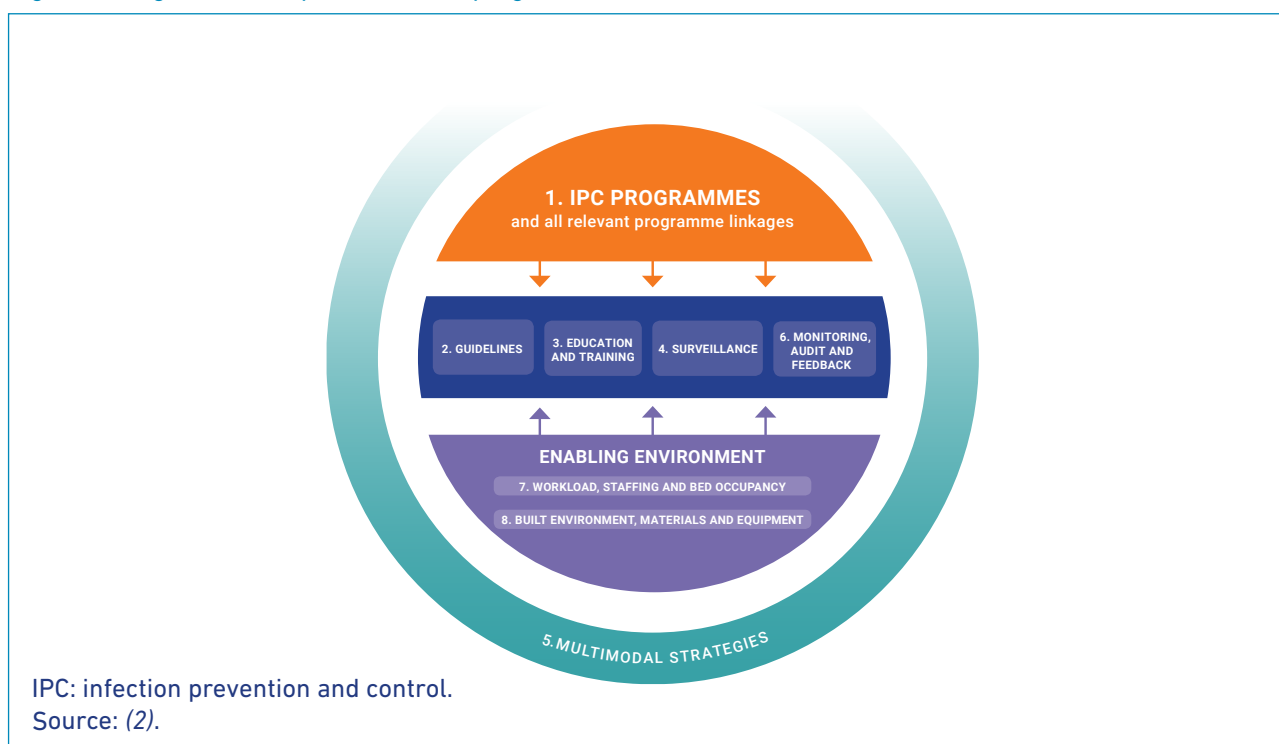 1. IPC PROGRAMMES
and all relevant programme linkages
2. GUIDELINES
3. EDUCATION
AND TRAINING
4. SURVEILLANCE
6. MONITORING,
AUDIT AND
FEEDBACK
ENABLING ENVIRONMENT
7. WORKLOAD, STAFFING AND BED OCCUPANCY
8. BUILT ENVIRONMENT, MATERIALS AND EQUIPMENT
5. MULTIMODAL STRATEGIES
IPC: infection prevention and control.
Source: (2).